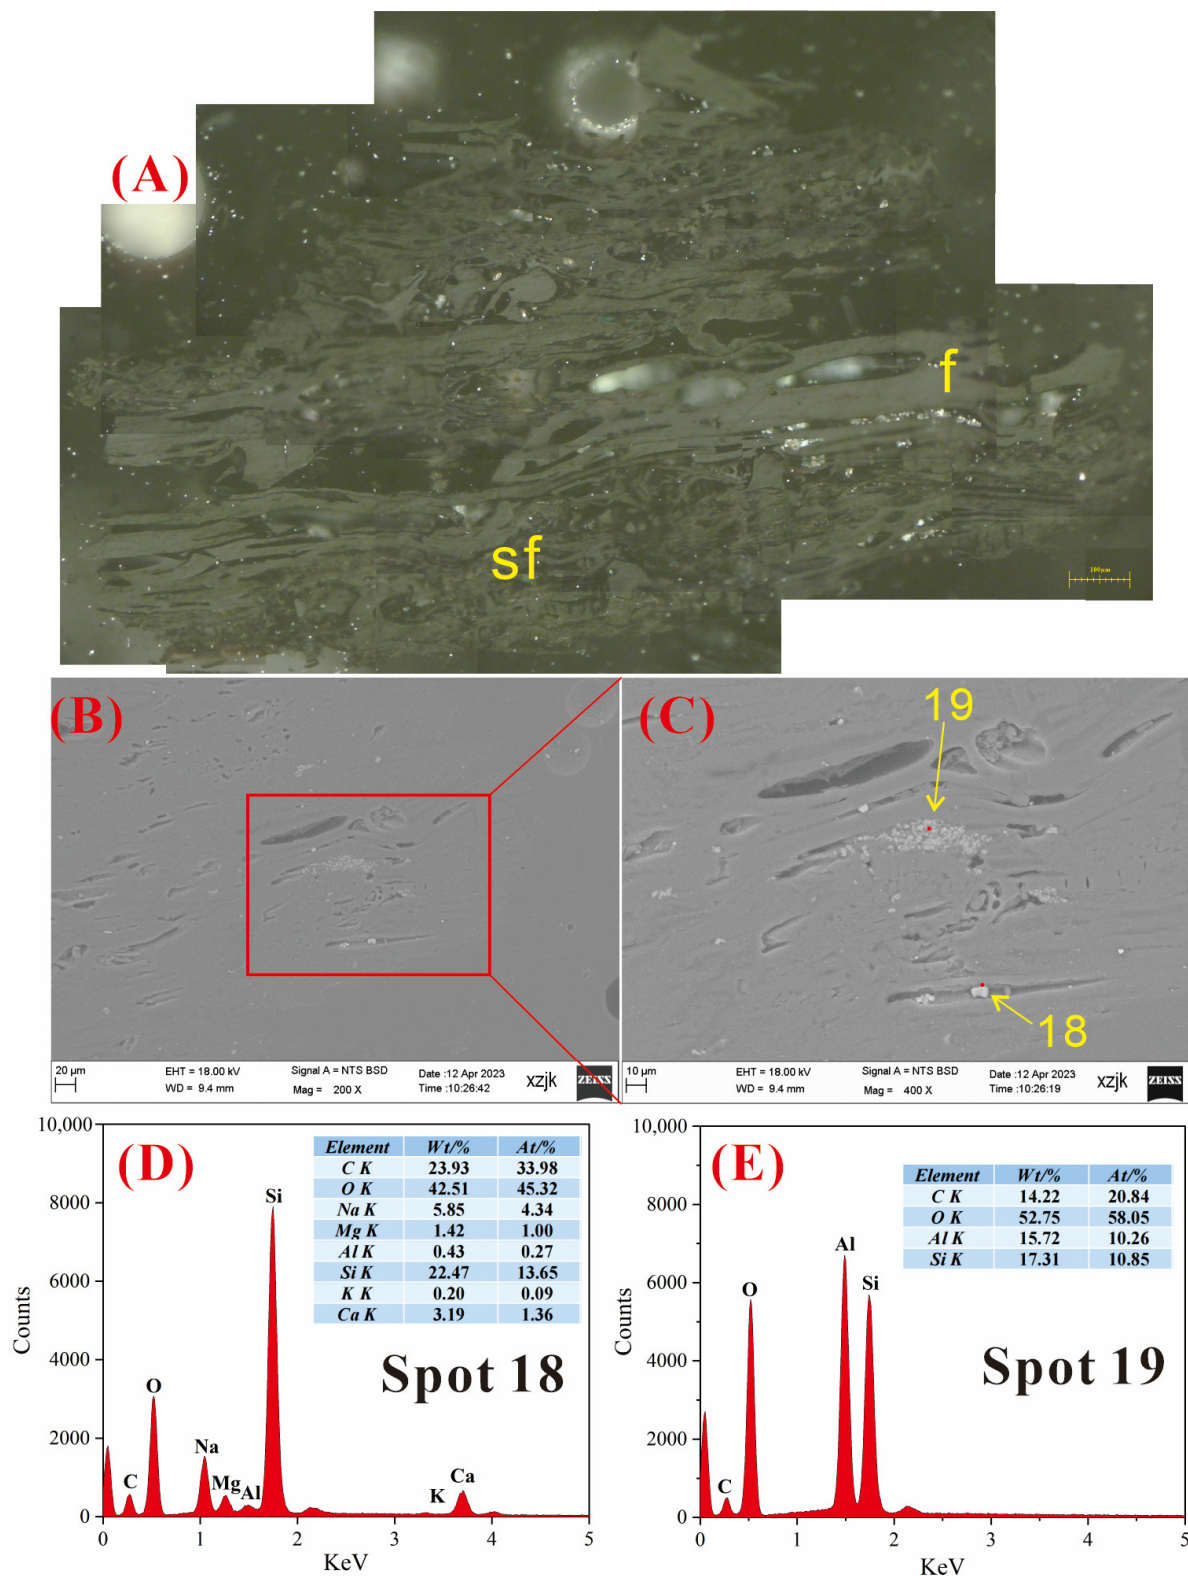 (A)
f
sf
100μm
(B)
20 μm
EHT = 18.00 kV
WD = 9.4 mm
Signal A = NTS BSD
Mag = 200 X
Date :12 Apr 2023
Time :10:26:42
xzjk
ZEISS
(C)
19
18
10 μm
EHT = 18.00 kV
WD = 9.4 mm
Signal A = NTS BSD
Mag = 400 X
Date :12 Apr 2023
Time :10:26:19
xzjk
ZEISS
(D)
10,000
8000
6000
4000
2000
0
Counts
Element Wt/% At/%
C K 23.93 33.98
O K 42.51 45.32
Na K 5.85 4.34
Mg K 1.42 1.00
Al K 0.43 0.27
Si K 22.47 13.65
K K 0.20 0.09
Ca K 3.19 1.36
Si
O
C
Na
Mg
Al
K
Ca
Spot 18
0 1 2 3 4 5
KeV
(E)
10,000
8000
6000
4000
2000
0
Counts
Element Wt/% At/%
C K 14.22 20.84
O K 52.75 58.05
Al K 15.72 10.26
Si K 17.31 10.85
Al
Si
O
C
Spot 19
0 1 2 3 4 5
KeV